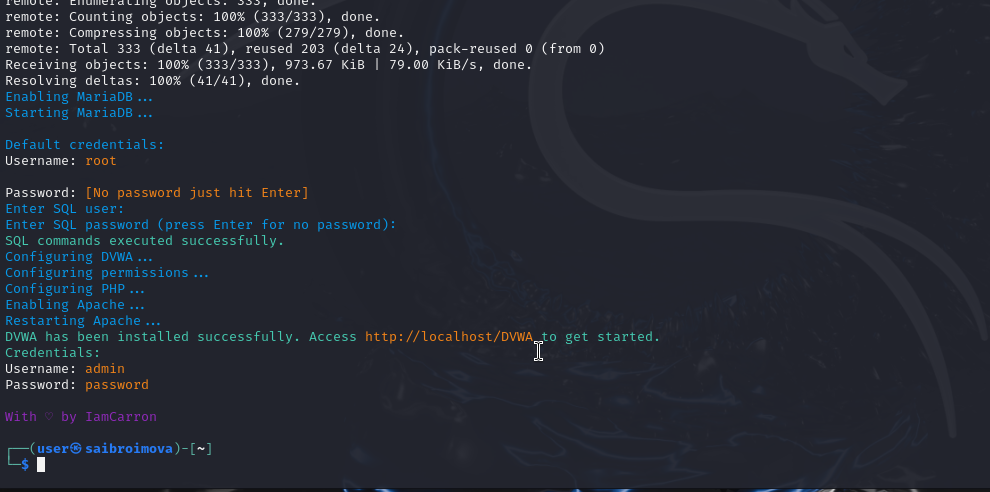 remote: Enumerating objects: 333, done.
remote: Counting objects: 100% (333/333), done.
remote: Compressing objects: 100% (279/279), done.
remote: Total 333 (delta 41), reused 203 (delta 24), pack-reused 0 (from 0)
Receiving objects: 100% (333/333), 973.67 KiB | 79.00 KiB/s, done.
Resolving deltas: 100% (41/41), done.
Enabling MariaDB...
Starting MariaDB...
Default credentials:
Username: root
Password: [No password just hit Enter]
Enter SQL user:
Enter SQL password (press Enter for no password):
SQL commands executed successfully.
Configuring DVWA...
Configuring permissions...
Configuring PHP...
Enabling Apache...
Restarting Apache...
DVWA has been installed successfully. Access http://localhost/DVWA to get started.
Credentials:
Username: admin
Password: password
With ♡ by IamCarron
┌──(user㉿saibroimova)-[~]
└─$